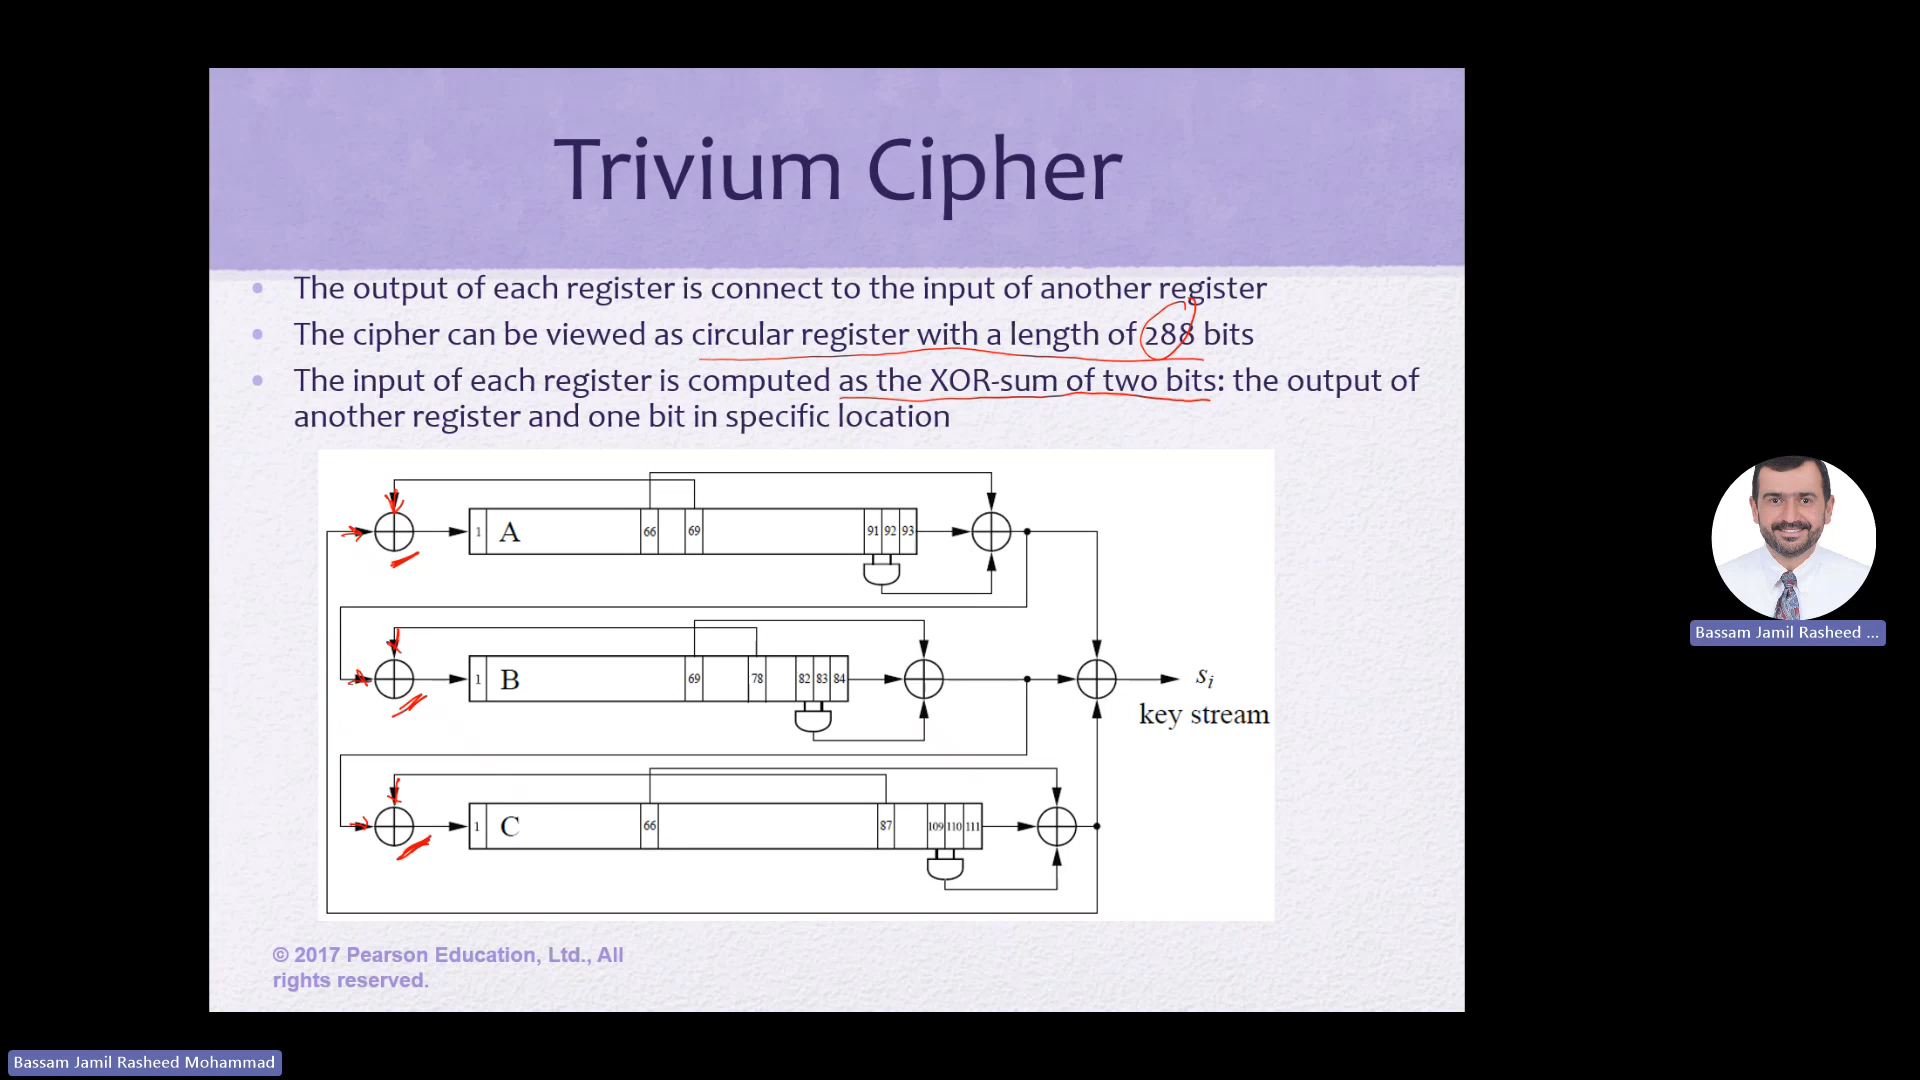 Trivium Cipher
• The output of each register is connect to the input of another register
• The cipher can be viewed as circular register with a length of 288 bits
• The input of each register is computed as the XOR-sum of two bits: the output of
another register and one bit in specific location
1 A 66 69 91 92 93
1 B 69 78 82 83 84
s_i
key stream
1 C 66 87 109 110 111
© 2017 Pearson Education, Ltd., All
rights reserved.
Bassam Jamil Rasheed ...
Bassam Jamil Rasheed Mohammad